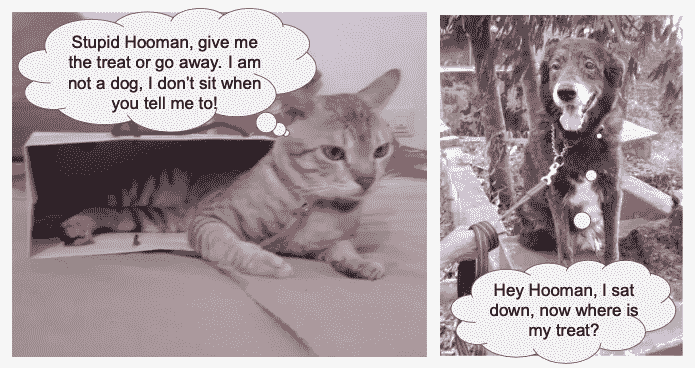 Stupid Hooman, give me
the treat or go away. I am
not a dog, I don't sit when
you tell me to!
Hey Hooman, I sat
down, now where is
my treat?